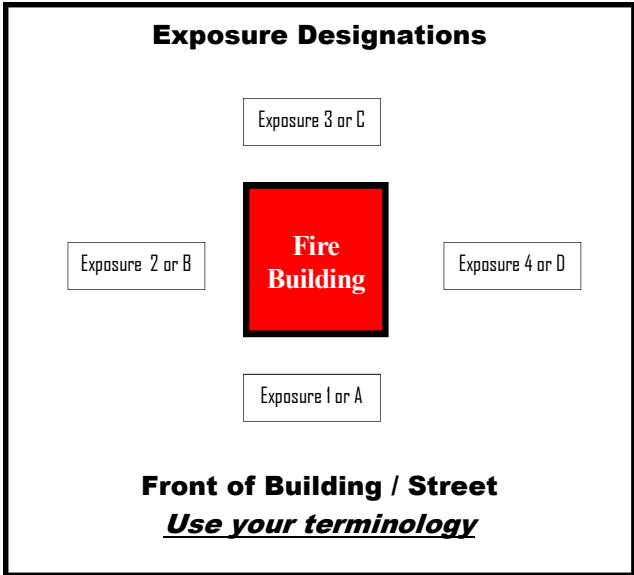 Exposure Designations
Exposure 3 or C
Fire
Building
Exposure 2 or B
Exposure 4 or D
Exposure 1 or A
Front of Building / Street
Use your terminology